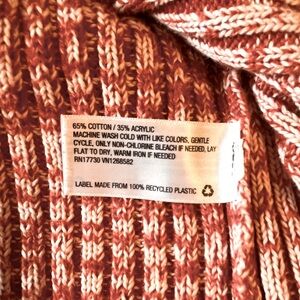 65% COTTON / 35% ACRYLIC
MACHINE WASH COLD WITH LIKE COLORS, GENTLE
CYCLE, ONLY NON-CHLORINE BLEACH IF NEEDED, LAY
FLAT TO DRY, WARM IRON IF NEEDED
RN17730 VN1268582
LABEL MADE FROM 100% RECYCLED PLASTIC